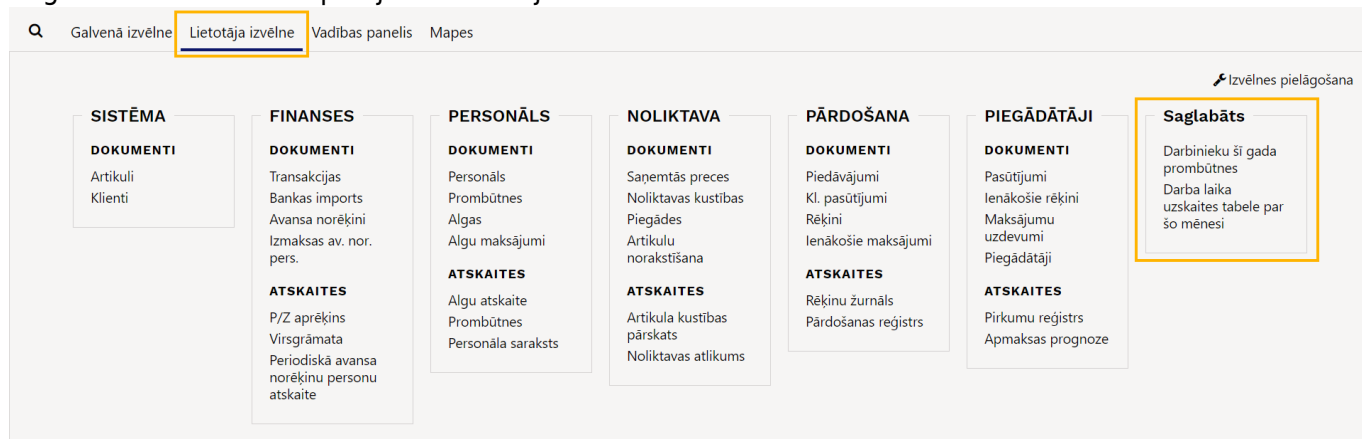 Galvenā izvēlne Lietotāja izvēlne Vadības panelis Mapes
Izvēlnes pielāgošana
SISTĒMA
DOKUMENTI
Artikuli
Klienti
FINANSES
DOKUMENTI
Transakcijas
Bankas imports
Avansa norēķini
Izmaksas av. nor.
pers.
ATSKAITES
P/Z aprēķins
Virsgrāmata
Periodiskā avansa
norēķinu personu
atskaite
PERSONĀLS
DOKUMENTI
Personāls
Prombūtnes
Algas
Algu maksājumi
ATSKAITES
Algu atskaite
Prombūtnes
Personāla saraksts
NOLIKTAVA
DOKUMENTI
Saņemtās preces
Noliktavas kustības
Piegādes
Artikulu
norakstīšana
ATSKAITES
Artikula kustības
pārskats
Noliktavas atlikums
PĀRDOŠANA
DOKUMENTI
Piedāvājumi
Kl. pasūtījumi
Rēķini
Ienākošie maksājumi
ATSKAITES
Rēķinu žurnāls
Pārdošanas reģistrs
PIEGĀDĀTĀJI
DOKUMENTI
Pasūtījumi
Ienākošie rēķini
Maksājumu
uzdevumi
Piegādātāji
ATSKAITES
Pirkumu reģistrs
Apmaksas prognoze
Saglabāts
Darbinieku šī gada
prombūtnes
Darba laika
uzskaites tabele par
šo mēnesi